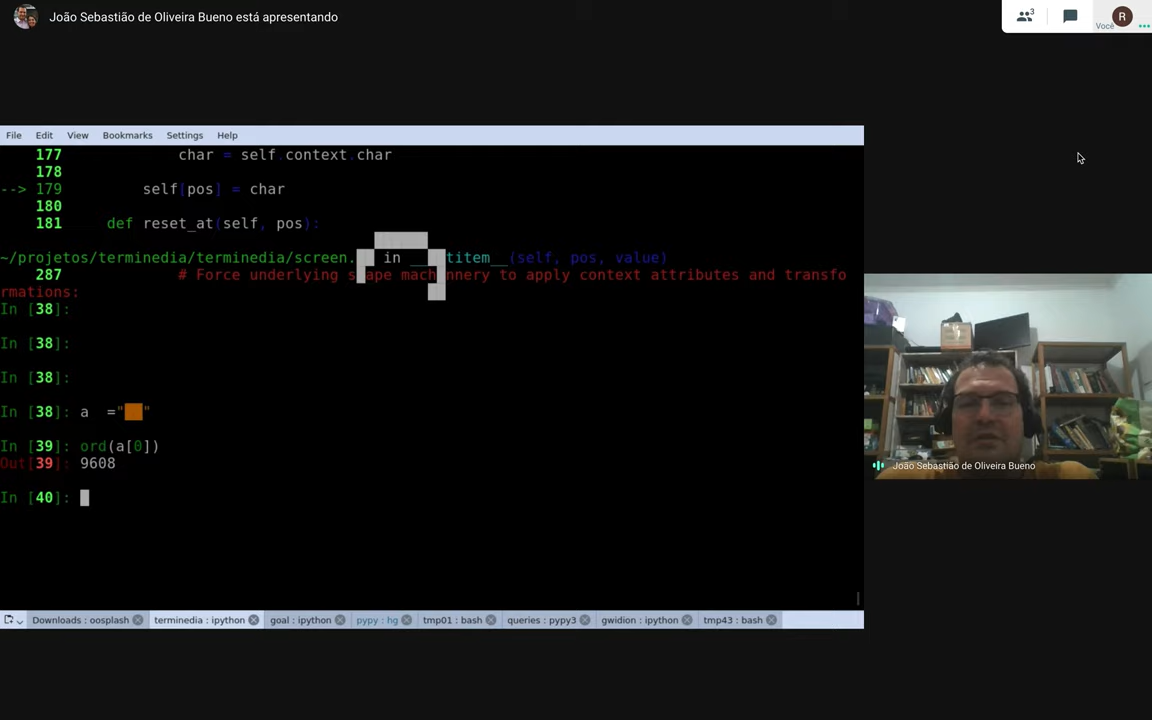 João Sebastião de Oliveira Bueno está apresentando
3
Você
R
File Edit View Bookmarks Settings Help
177 char = self.context.char
178
--> 179 self[pos] = char
180
181 def reset_at(self, pos):
~/projetos/terminedia/terminedia/screen. in __ titem__(self, pos, value)
287 # Force underlying s ape mach nnery to apply context attributes and transfo
rmations:
In [38]:
In [38]:
In [38]:
In [38]: a ="██"
In [39]: ord(a[0])
Out[39]: 9608
In [40]:
João Sebastião de Oliveira Bueno
Downloads : oosplash terminedia : ipython goal : ipython pypy : hg tmp01 : bash queries : pypy3 gwidion : ipython tmp43 : bash